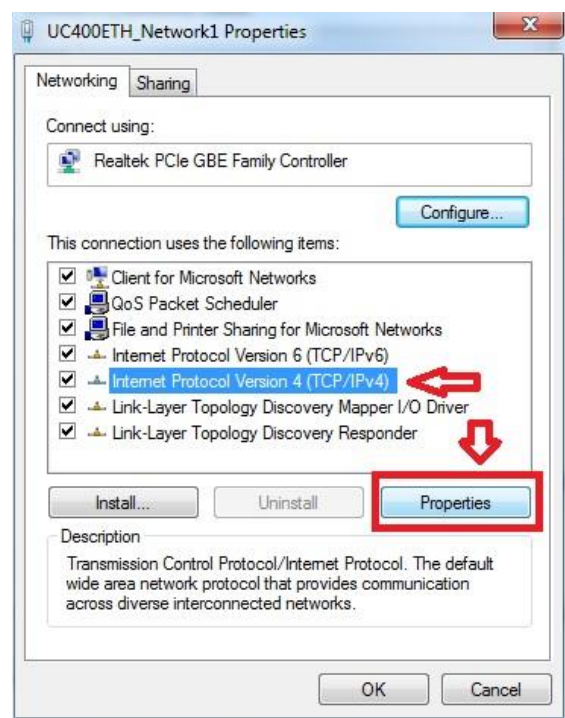 UC400ETH_Network1 Properties
Networking
Sharing
Connect using:
Realtek PCIe GBE Family Controller
Configure...
This connection uses the following items:
Client for Microsoft Networks
QoS Packet Scheduler
File and Printer Sharing for Microsoft Networks
Internet Protocol Version 6 (TCP/IPv6)
Internet Protocol Version 4 (TCP/IPv4)
Link-Layer Topology Discovery Mapper I/O Driver
Link-Layer Topology Discovery Responder
Install...
Uninstall
Properties
Description
Transmission Control Protocol/Internet Protocol. The default
wide area network protocol that provides communication
across diverse interconnected networks.
OK
Cancel